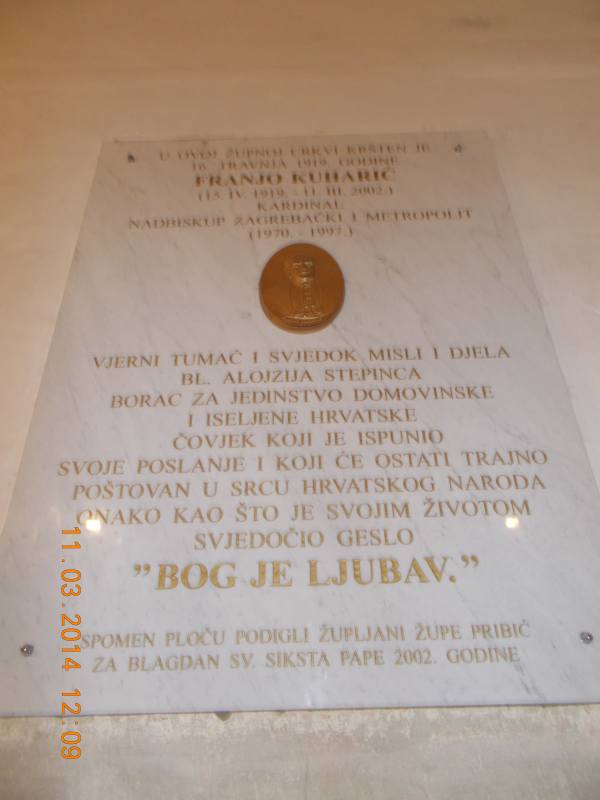 U OVOJ ŽUPNOJ CRKVI KRŠTEN JE
16. TRAVNJA 1919. GODINE
FRANJO KUHARIĆ
(15. IV. 1919. - 11. III. 2002.)
KARDINAL
NADBISKUP ZAGREBAČKI I METROPOLIT
(1970. - 1997.)
VJERNI TUMAČ I SVJEDOK MISLI I DJELA
BL. ALOJZIJA STEPINCA
BORAC ZA JEDINSTVO DOMOVINSKE
I ISELJENE HRVATSKE
ČOVJEK KOJI JE ISPUNIO
SVOJE POSLANJE I KOJI ĆE OSTATI TRAJNO
POŠTOVAN U SRCU HRVATSKOG NARODA
ONAKO KAO ŠTO JE SVOJIM ŽIVOTOM
SVJEDOČIO GESLO
"BOG JE LJUBAV."
SPOMEN PLOČU PODIGLI ŽUPLJANI ŽUPE PRIBIĆ
ZA BLAGDAN SV. SIKSTA PAPE 2002. GODINE
11.03.2014 12:09